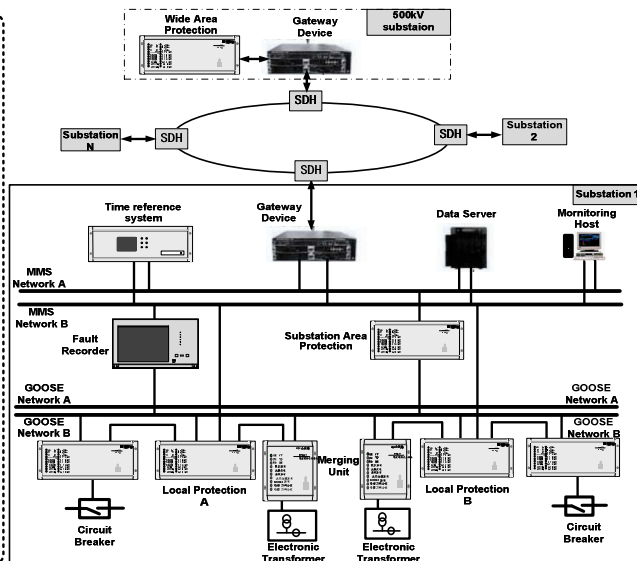 Wide Area
Protection
Gateway
Device
500kV
substaion
SDH
Substation
N
SDH
SDH
Substation
2
SDH
Substation 1
Time reference
system
Gateway
Device
Data Server
Mornitoring
Host
MMS
Network A
MMS
Network B
Fault
Recorder
Substation Area
Protection
GOOSE
Network A
GOOSE
Network A
GOOSE
Network B
GOOSE
Network B
Local Protection
A
Merging
Unit
Local Protection
B
Circuit
Breaker
Electronic
Transformer
Electronic
Transformer
Circuit
Breaker